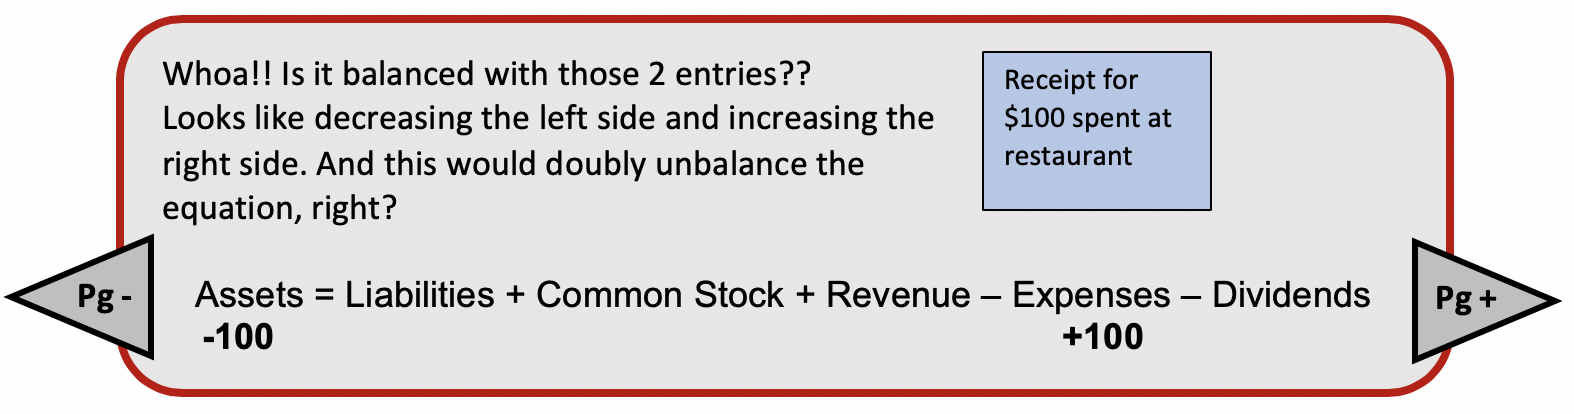 Whoa!! Is it balanced with those 2 entries??
Looks like decreasing the left side and increasing the
right side. And this would doubly unbalance the
equation, right?
Receipt for
$100 spent at
restaurant
Pg -
Assets = Liabilities + Common Stock + Revenue – Expenses – Dividends
-100 +100
Pg +